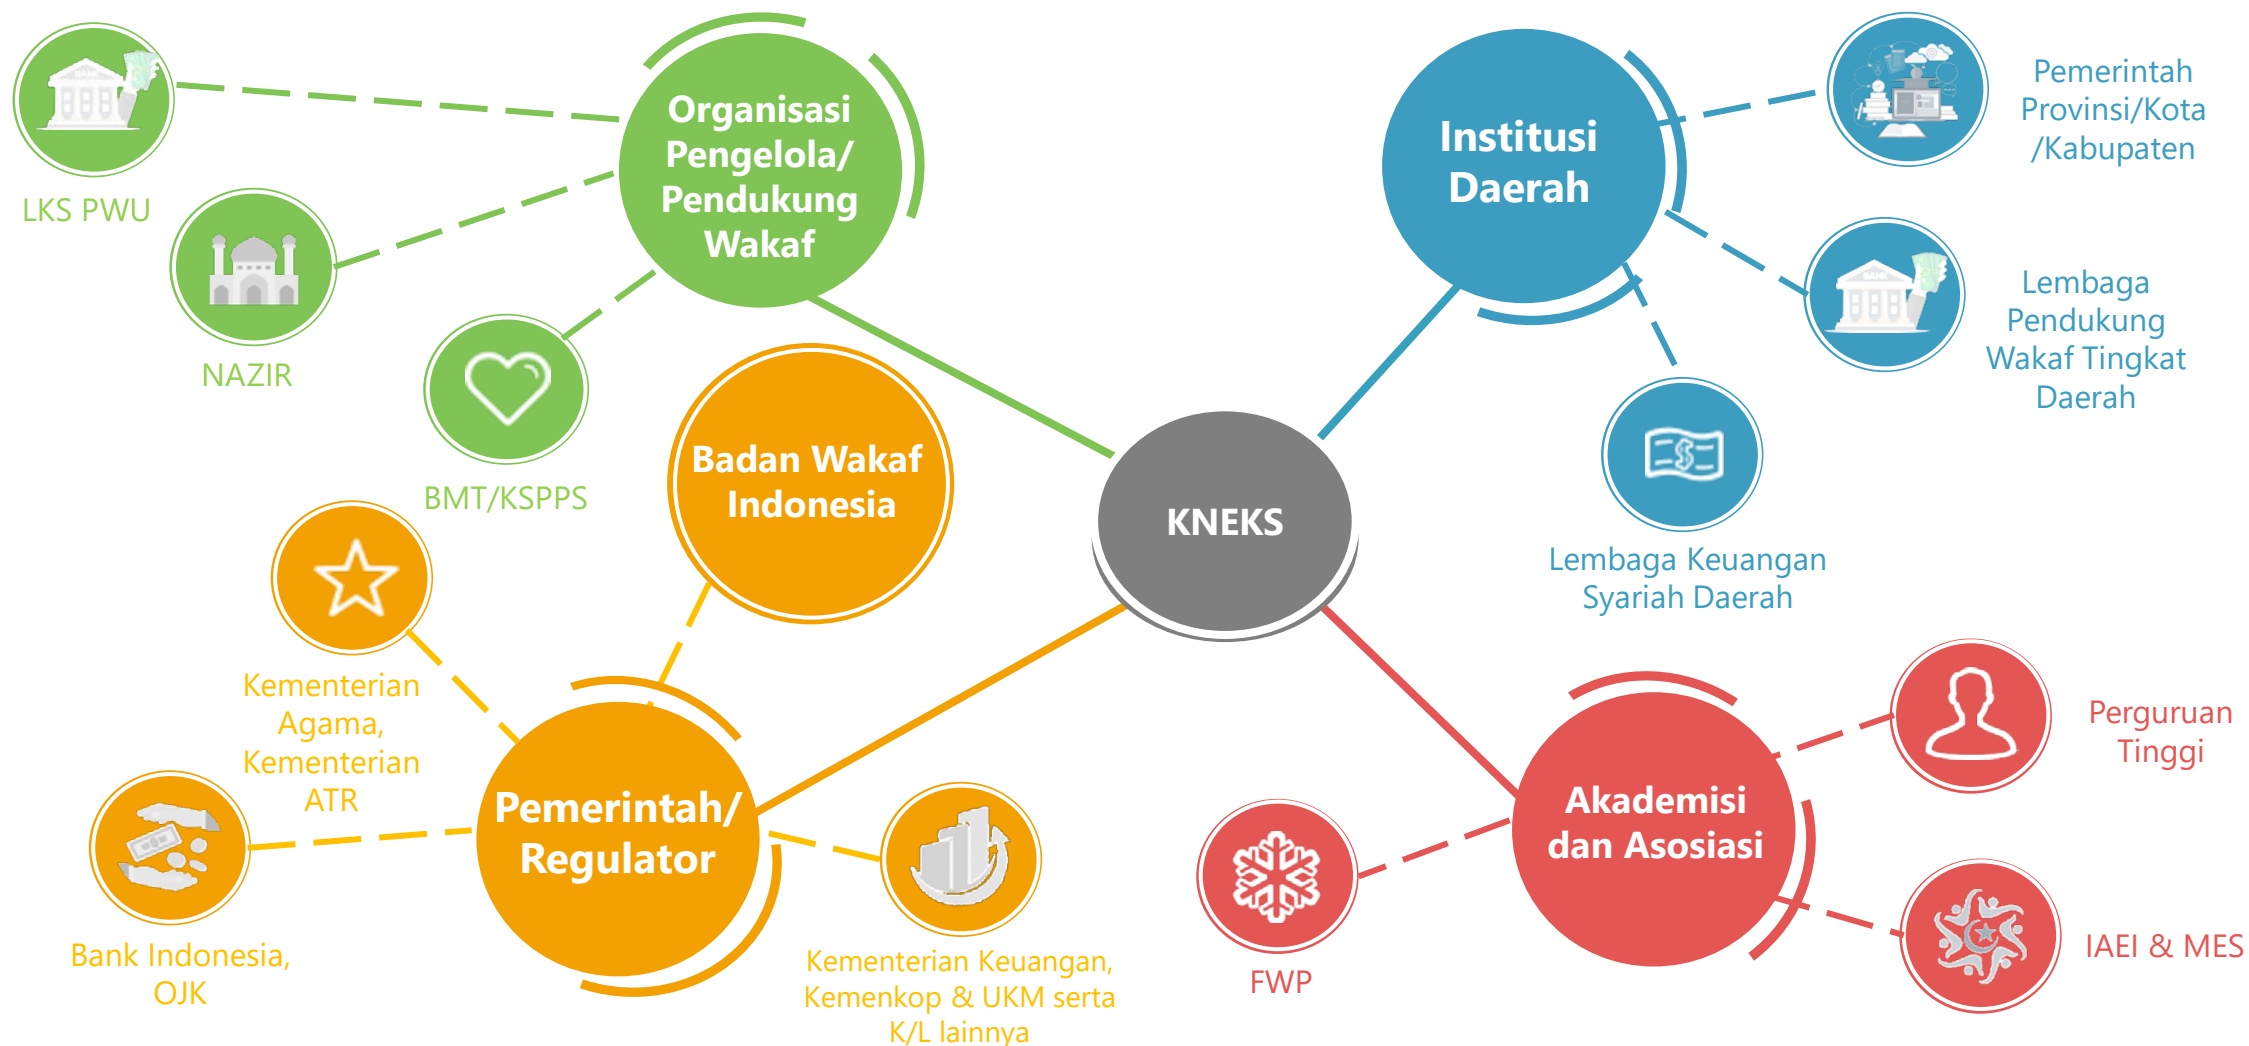 LKS PWU
NAZIR
BMT/KSPPS
Organisasi
Pengelola/
Pendukung
Wakaf
Institusi
Daerah
Pemerintah
Provinsi/Kota
/Kabupaten
BANK
BANK
Lembaga
Pendukung
Wakaf Tingkat
Daerah
Lembaga Keuangan
Syariah Daerah
Badan Wakaf
Indonesia
KNEKS
Kementerian
Agama,
Kementerian
ATR
Pemerintah/
Regulator
Bank Indonesia,
OJK
Kementerian Keuangan,
Kemenkop & UKM serta
K/L lainnya
Akademisi
dan Asosiasi
Perguruan
Tinggi
FWP
IAEI & MES